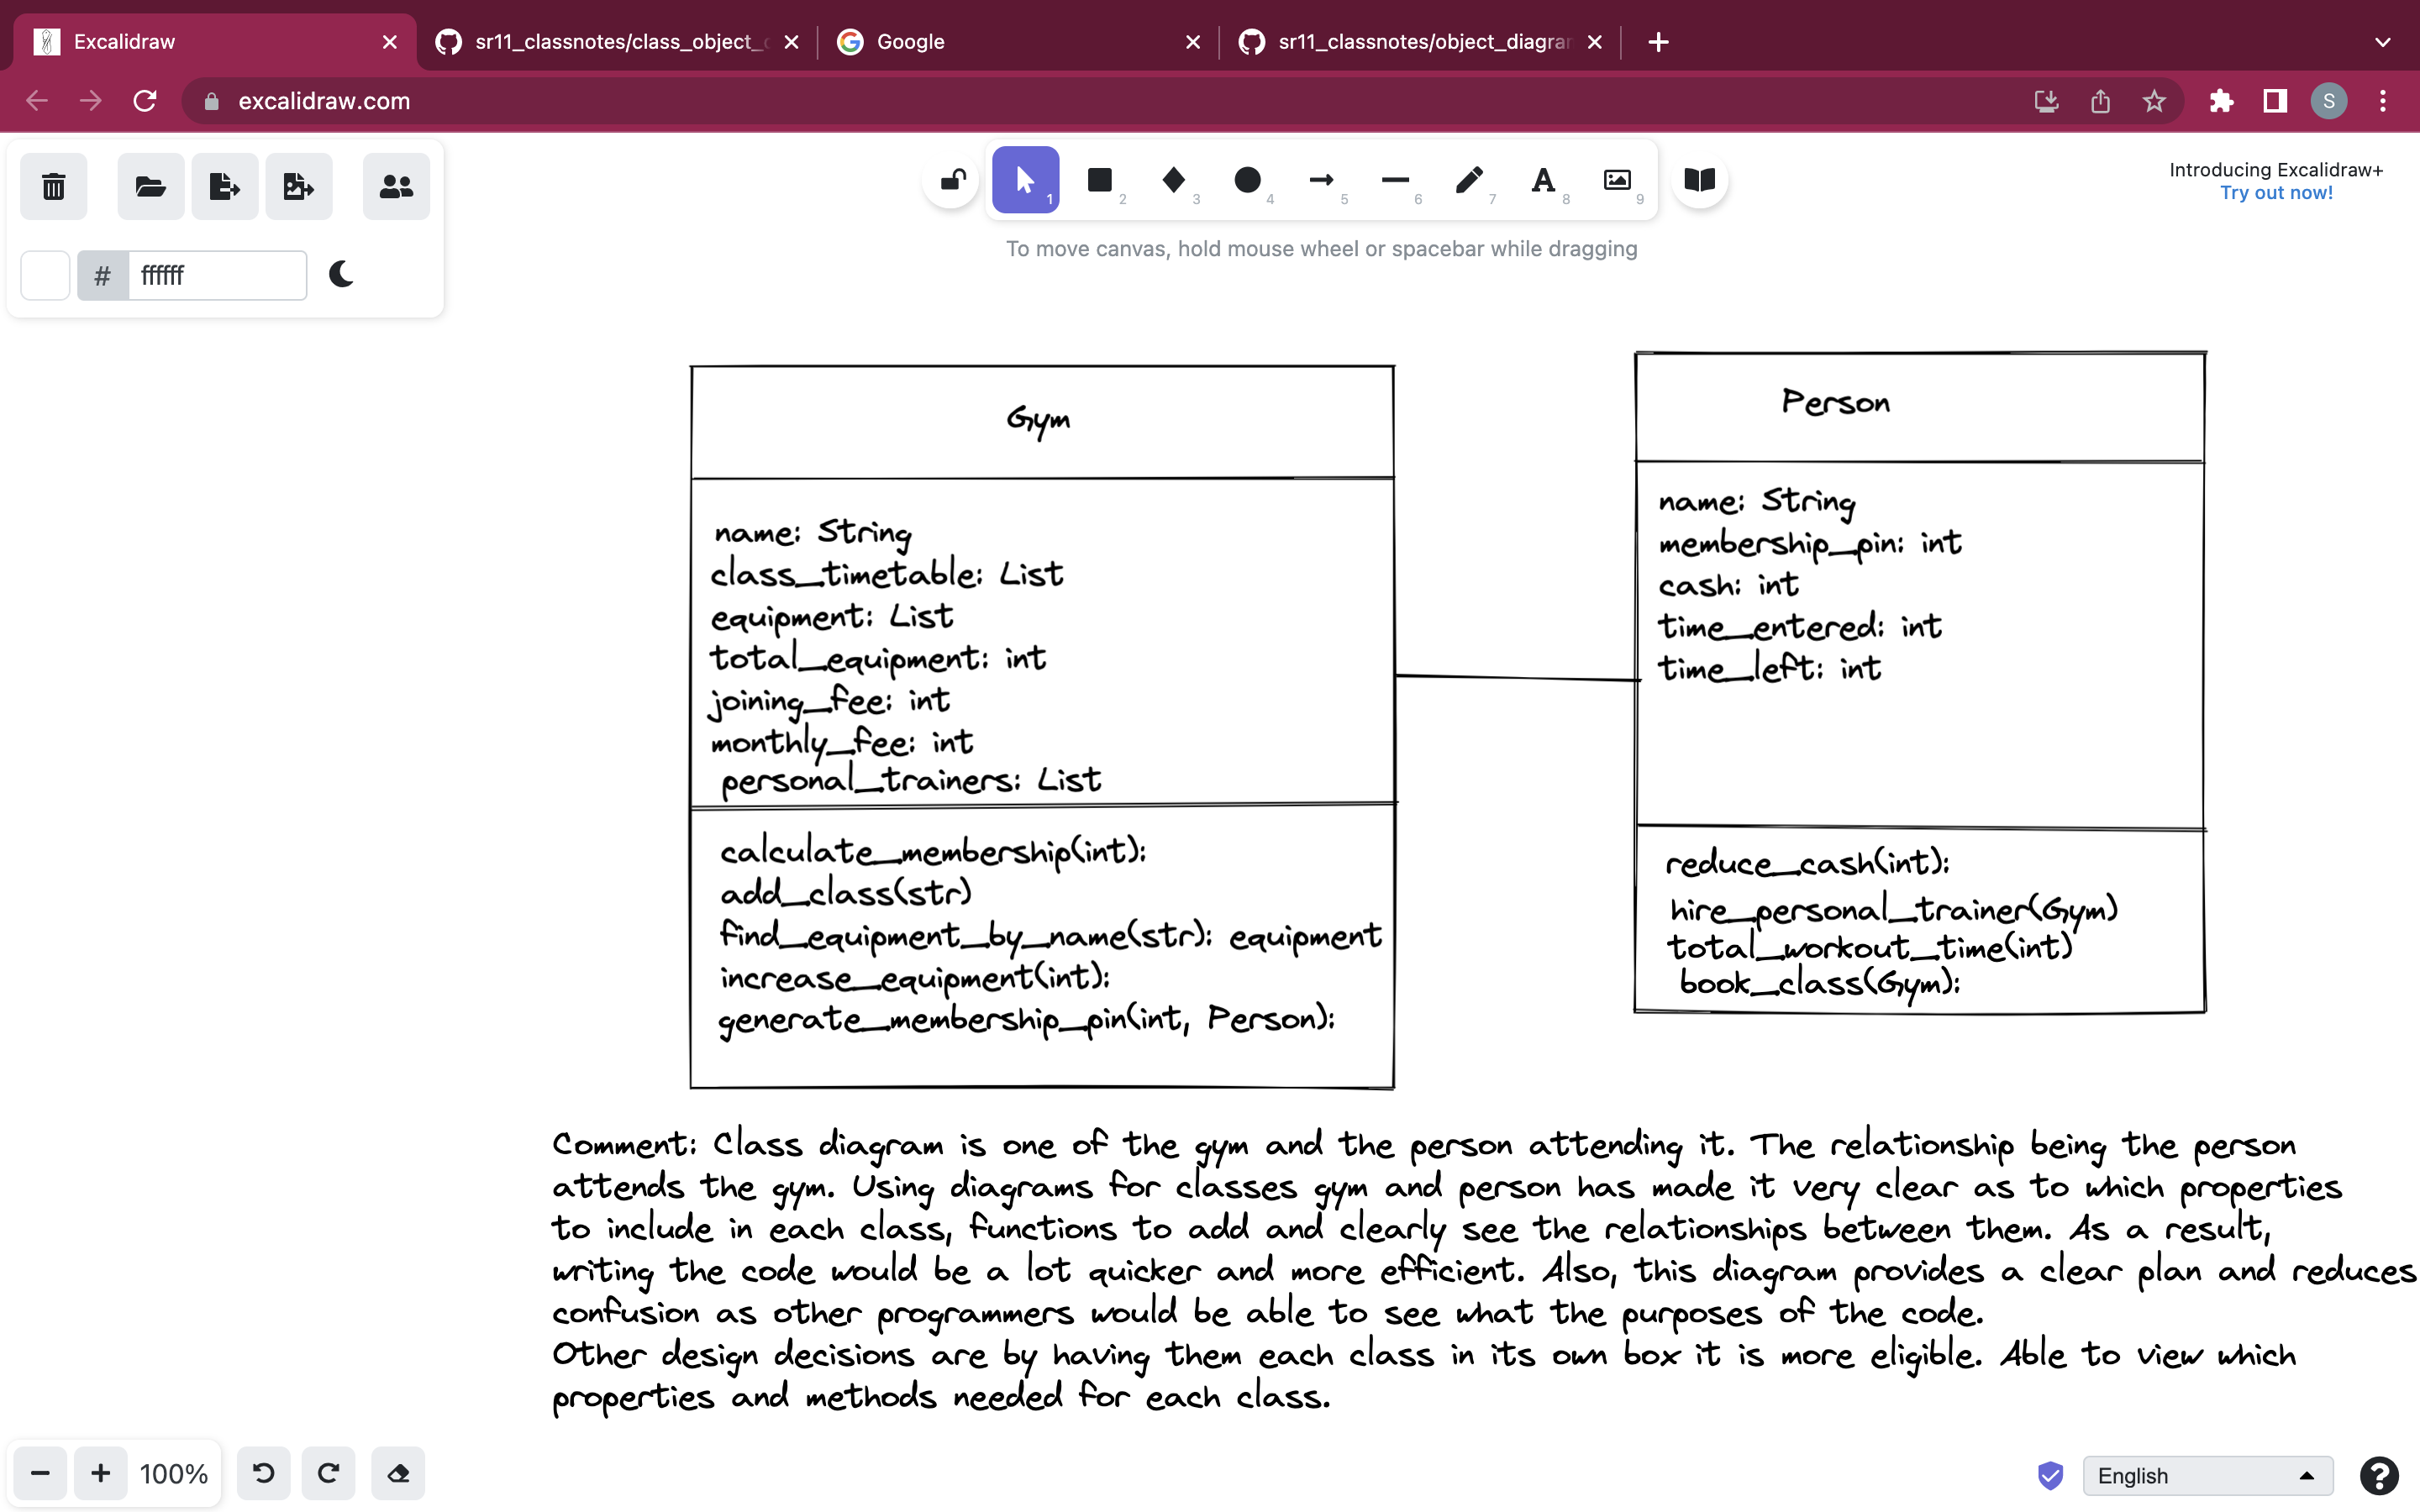 Excalidraw
sr11_classnotes/class_object_
Google
sr11_classnotes/object_diagra
excalidraw.com
S
1
2
3
4
5
6
7
A
8
9
Introducing Excalidraw+
Try out now!
# ffffff
To move canvas, hold mouse wheel or spacebar while dragging
Gym
name: String
class_timetable: List
equipment: List
total_equipment: int
joining_fee: int
monthly_fee: int
personal_trainers: List
calculate_membership(int):
add_class(str)
find_equipment_by_name(str): equipment
increase_equipment(int):
generate_membership_pin(int, Person):
Person
name: String
membership_pin: int
cash: int
time_entered: int
time_left: int
reduce_cash(int):
hire_personal_trainer(Gym)
total_workout_time(int)
book_class(Gym):
Comment: Class diagram is one of the gym and the person attending it. The relationship being the person
attends the gym. Using diagrams for classes gym and person has made it very clear as to which properties
to include in each class, functions to add and clearly see the relationships between them. As a result,
writing the code would be a lot quicker and more efficient. Also, this diagram provides a clear plan and reduces
confusion as other programmers would be able to see what the purposes of the code.
Other design decisions are by having them each class in its own box it is more eligible. Able to view which
properties and methods needed for each class.
100%
English
?